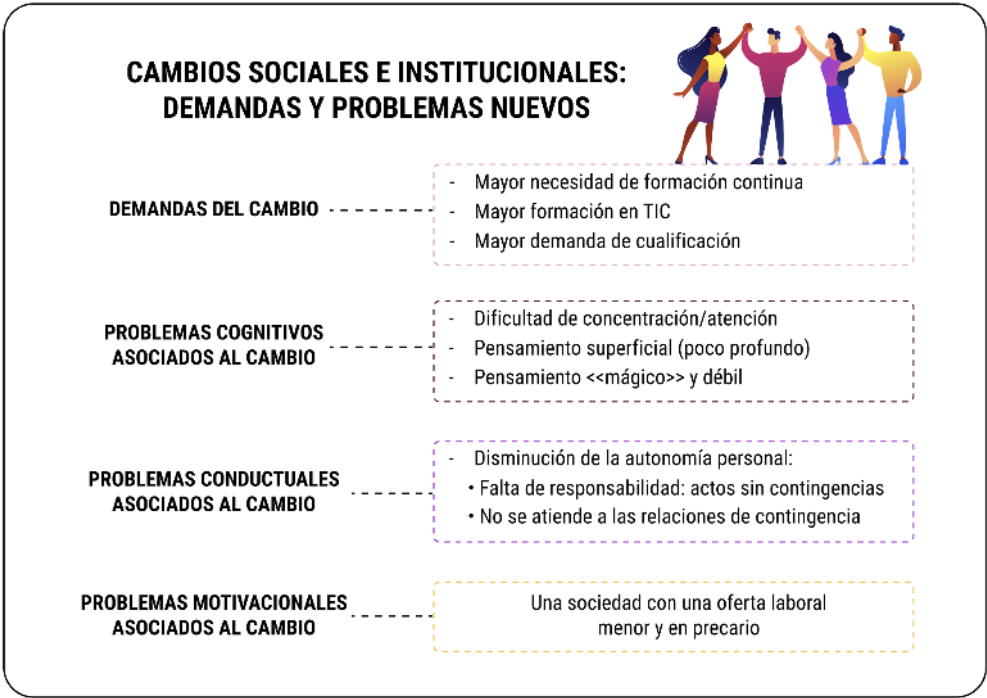 CAMBIOS SOCIALES E INSTITUCIONALES:
DEMANDAS Y PROBLEMAS NUEVOS
DEMANDAS DEL CAMBIO
- Mayor necesidad de formación continua
- Mayor formación en TIC
- Mayor demanda de cualificación
PROBLEMAS COGNITIVOS
ASOCIADOS AL CAMBIO
- Dificultad de concentración/atención
- Pensamiento superficial (poco profundo)
- Pensamiento <<mágico>> y débil
PROBLEMAS CONDUCTUALES
ASOCIADOS AL CAMBIO
- Disminución de la autonomía personal:
• Falta de responsabilidad: actos sin contingencias
• No se atiende a las relaciones de contingencia
PROBLEMAS MOTIVACIONALES
ASOCIADOS AL CAMBIO
Una sociedad con una oferta laboral
menor y en precario